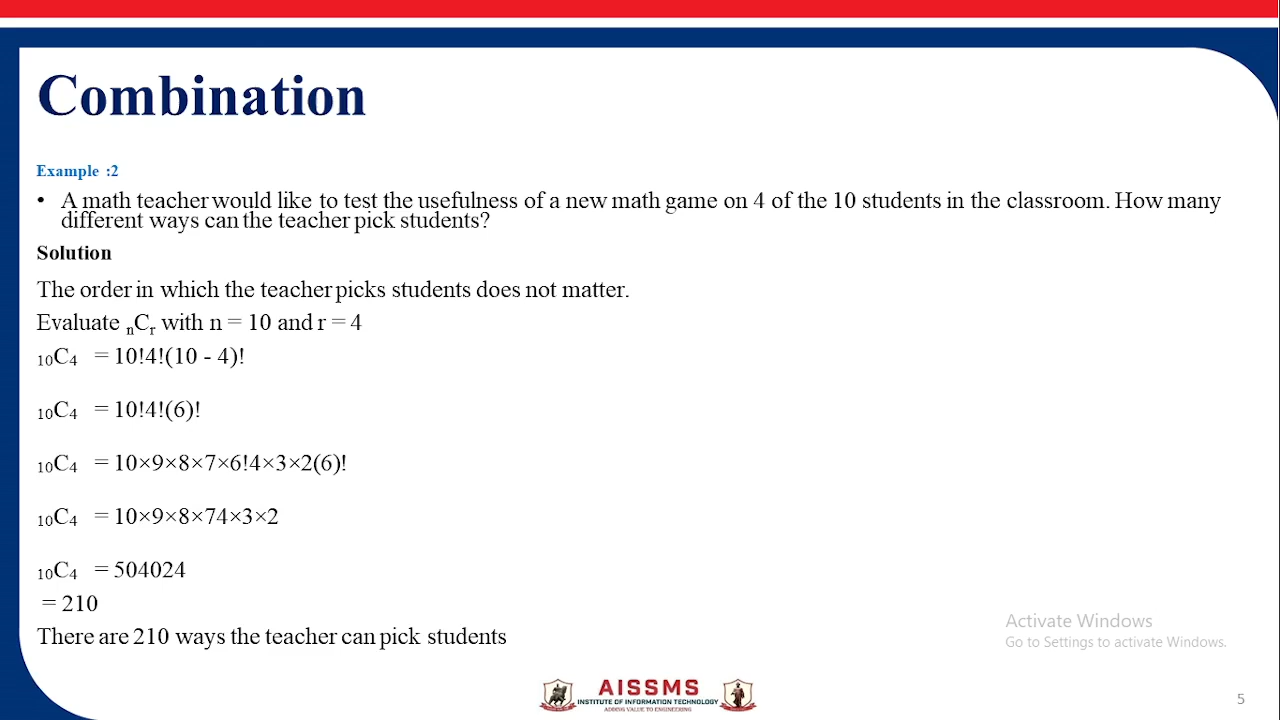 Combination
Example :2
• A math teacher would like to test the usefulness of a new math game on 4 of the 10 students in the classroom. How many
different ways can the teacher pick students?
Solution
The order in which the teacher picks students does not matter.
Evaluate nCr with n = 10 and r = 4
10C4 = 10!4!(10 - 4)!
10C4 = 10!4!(6)!
10C4 = 10×9×8×7×6!4×3×2(6)!
10C4 = 10×9×8×74×3×2
10C4 = 504024
= 210
There are 210 ways the teacher can pick students
Activate Windows
Go to Settings to activate Windows.
AISSMS
INSTITUTE OF INFORMATION TECHNOLOGY
ADDING VALUE TO ENGINEERING
5